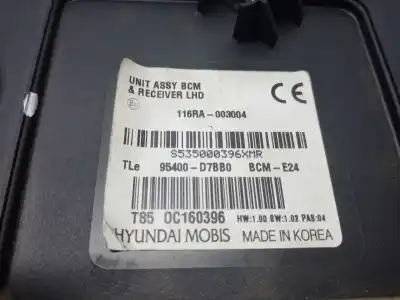 UNIT ASSY BCM
& RECEIVER LHD
CE
116RA-003004
S535000396XMR
TLe 95400-D7BB0 BCM-E24
T85 0C160396 HW:1.00 SW:1.02 PAS:04
HYUNDAI MOBIS MADE IN KOREA